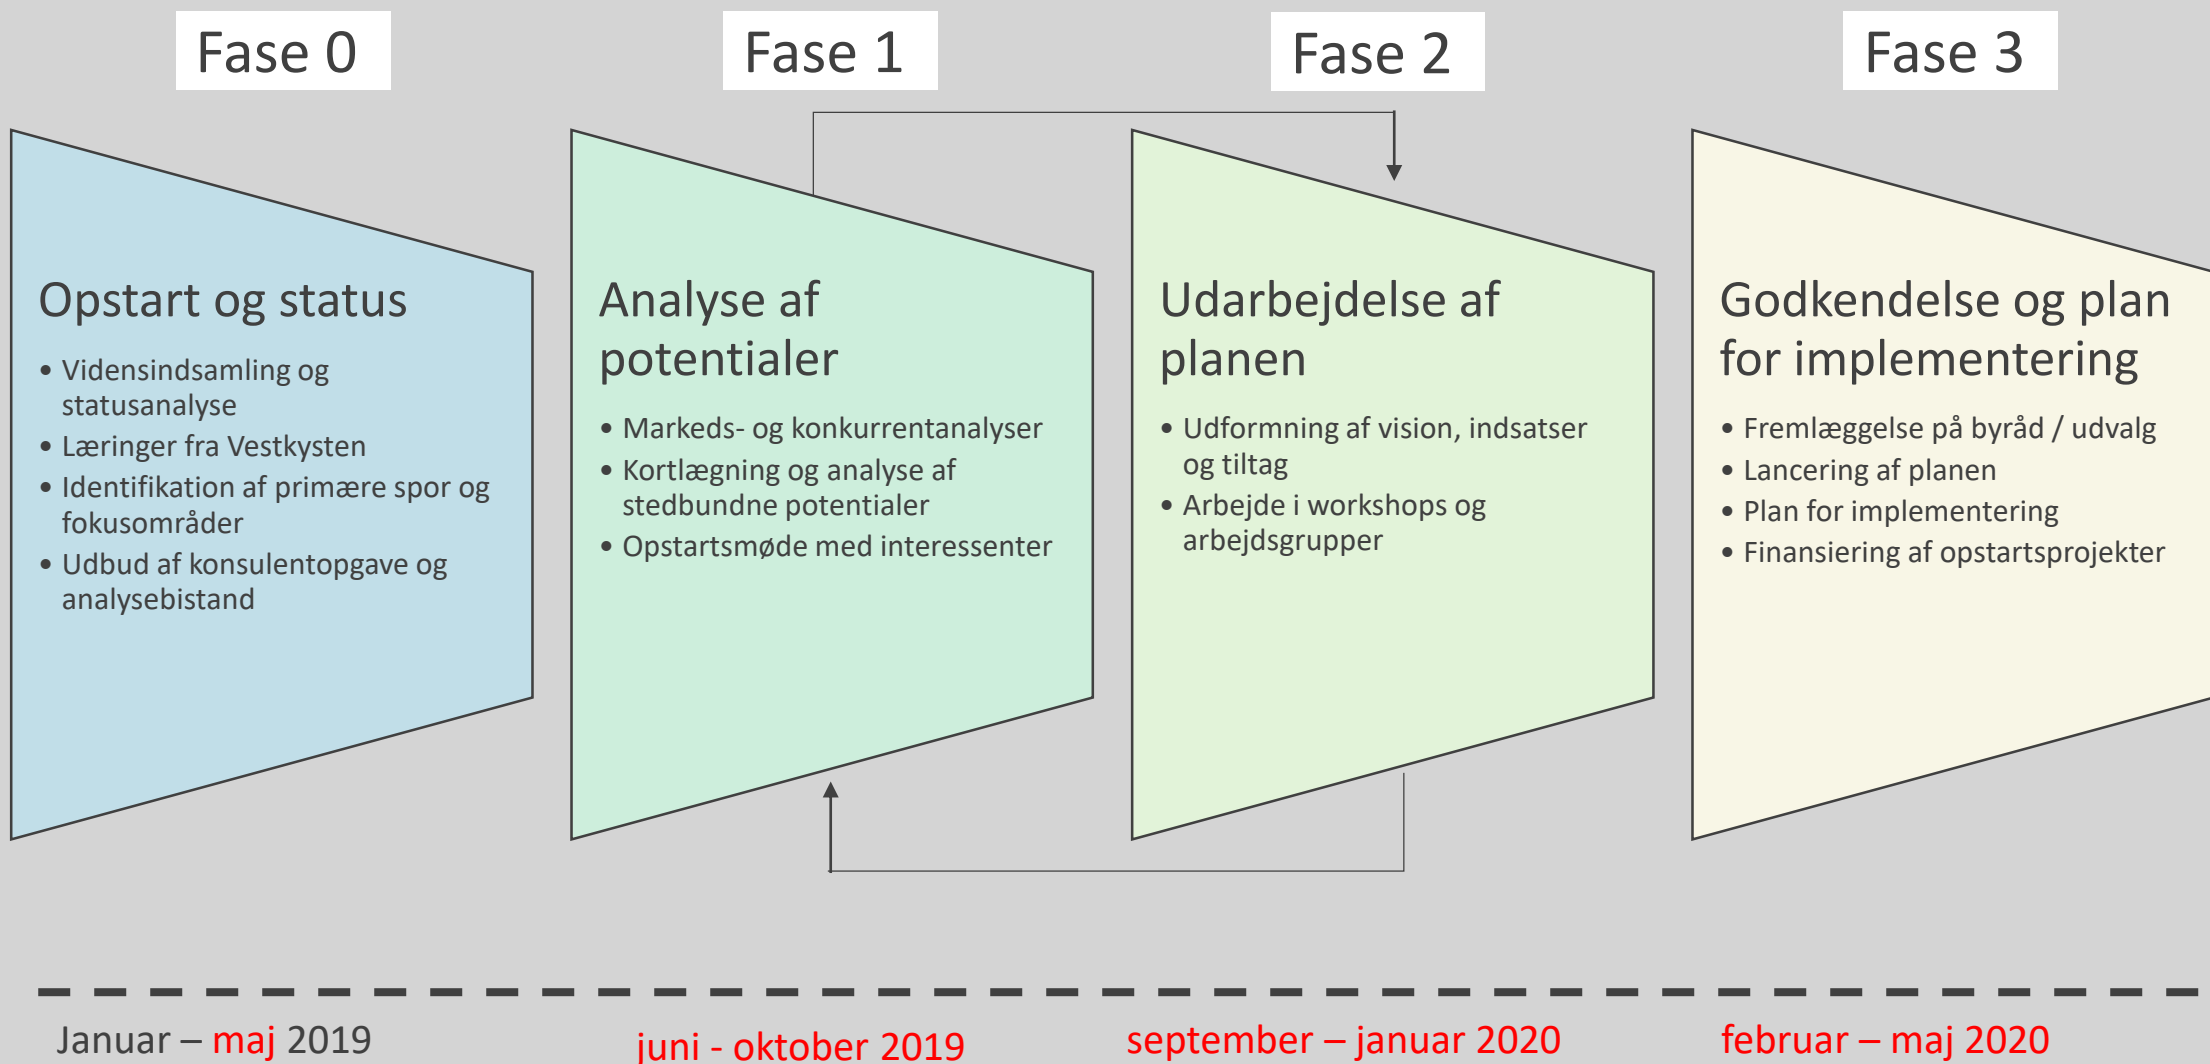 Fase 0
Fase 1
Fase 2
Fase 3
Opstart og status
• Vidensindsamling og
statusanalyse
• Læringer fra Vestkysten
• Identifikation af primære spor og
fokusområder
• Udbud af konsulentopgave og
analysebistand
Analyse af
potentialer
• Markeds- og konkurrentanalyser
• Kortlægning og analyse af
stedbundne potentialer
• Opstartsmøde med interessenter
Udarbejdelse af
planen
• Udformning af vision, indsatser
og tiltag
• Arbejde i workshops og
arbejdsgrupper
Godkendelse og plan
for implementering
• Fremlæggelse på byråd / udvalg
• Lancering af planen
• Plan for implementering
• Finansiering af opstartsprojekter
Januar – maj 2019
juni - oktober 2019
september – januar 2020
februar – maj 2020